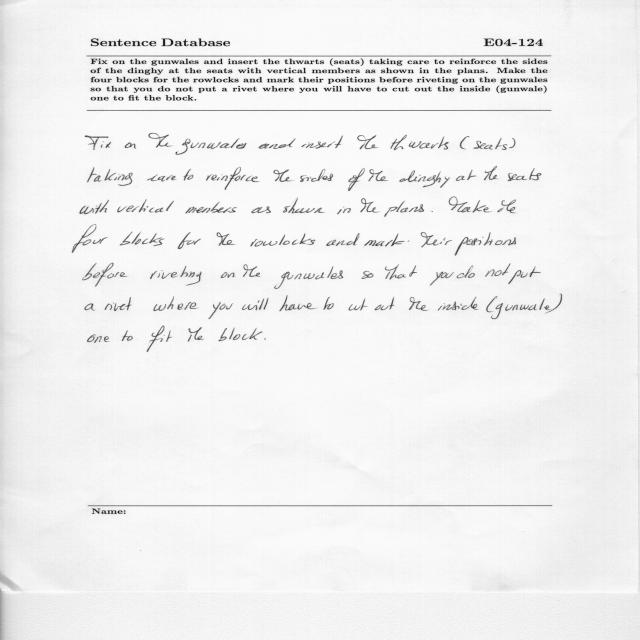 Sentence Database E04-124
Fix on the gunwales and insert the thwarts (seats) taking care to reinforce the sides
of the dinghy at the seats with vertical members as shown in the plans. Make the
four blocks for the rowlocks and mark their positions before riveting on the gunwales
so that you do not put a rivet where you will have to cut out the inside (gunwale)
one to fit the block.
Fix on the gunwales and insert the thwarts (seats)
taking care to reinforce the sides of the dinghy at the seats
with vertical members as shown in the plans. Make the
four blocks for the rowlocks and mark their positions
before riveting on the gunwales so that you do not put
a rivet where you will have to cut out the inside (gunwale)
one to fit the block.
Name: